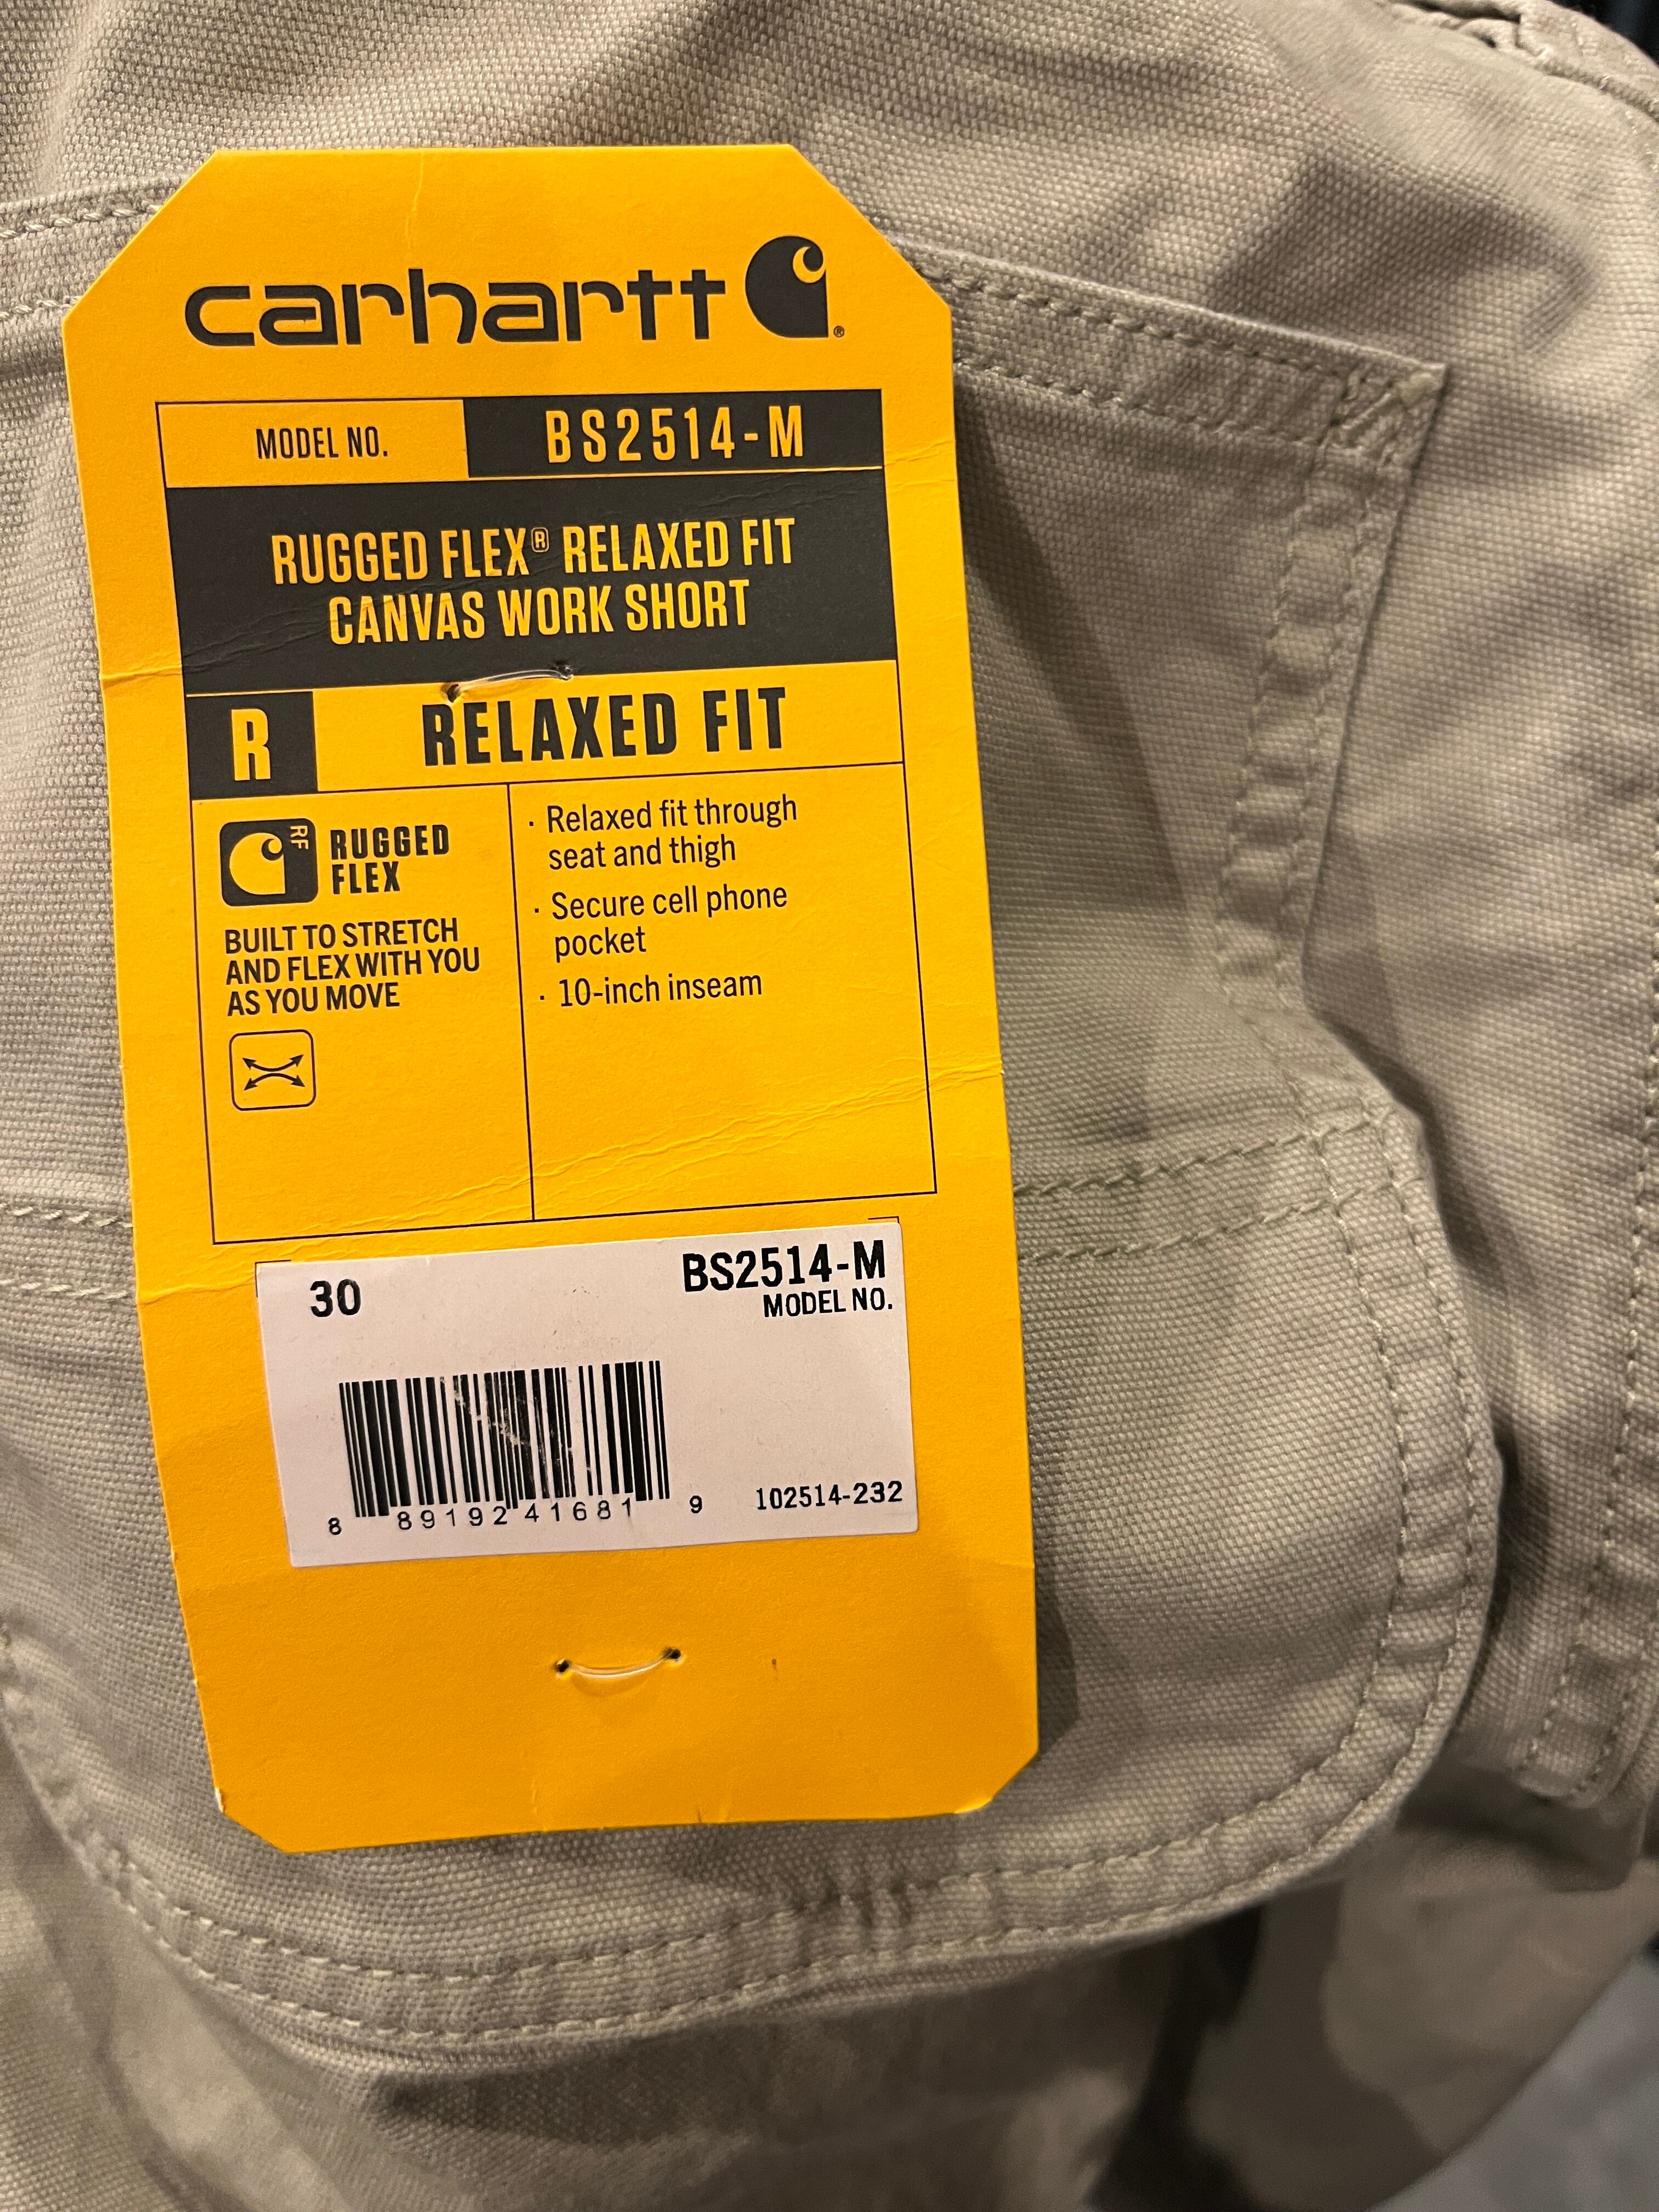 carhartt ®
MODEL NO. BS2514-M
RUGGED FLEX® RELAXED FIT
CANVAS WORK SHORT
R RELAXED FIT
RF
RUGGED
FLEX
BUILT TO STRETCH
AND FLEX WITH YOU
AS YOU MOVE
· Relaxed fit through
seat and thigh
· Secure cell phone
pocket
· 10-inch inseam
30 BS2514-M
MODEL NO.
8 89192 41681 9 102514-232